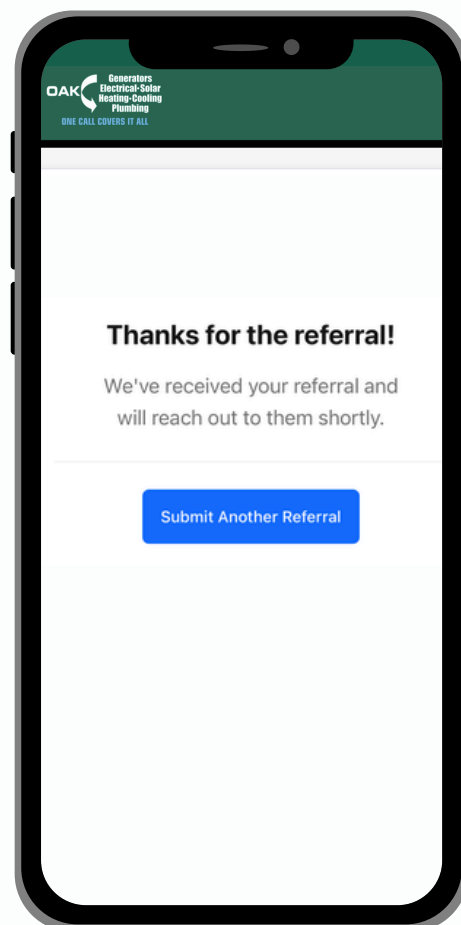 OAK
Generators
Electrical-Solar
Heating-Cooling
Plumbing
ONE CALL COVERS IT ALL
Thanks for the referral!
We've received your referral and
will reach out to them shortly.
Submit Another Referral